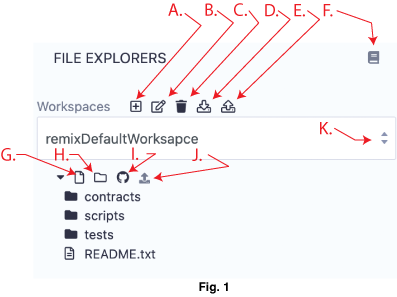 A. B. C. D. E. F.
FILE EXPLORERS
Workspaces
K.
remixDefaultWorksapce
G. H. I. J.
contracts
scripts
tests
README.txt
Fig. 1